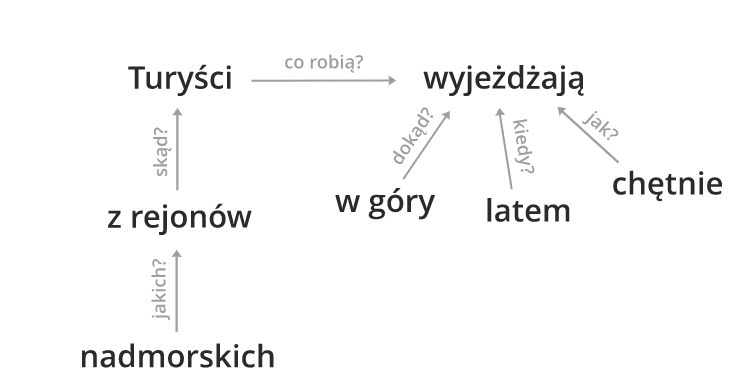 Turyści co robią? wyjeżdżają
skąd? dokąd? kiedy? jak?
z rejonów w góry latem chętnie
jakich?
nadmorskich